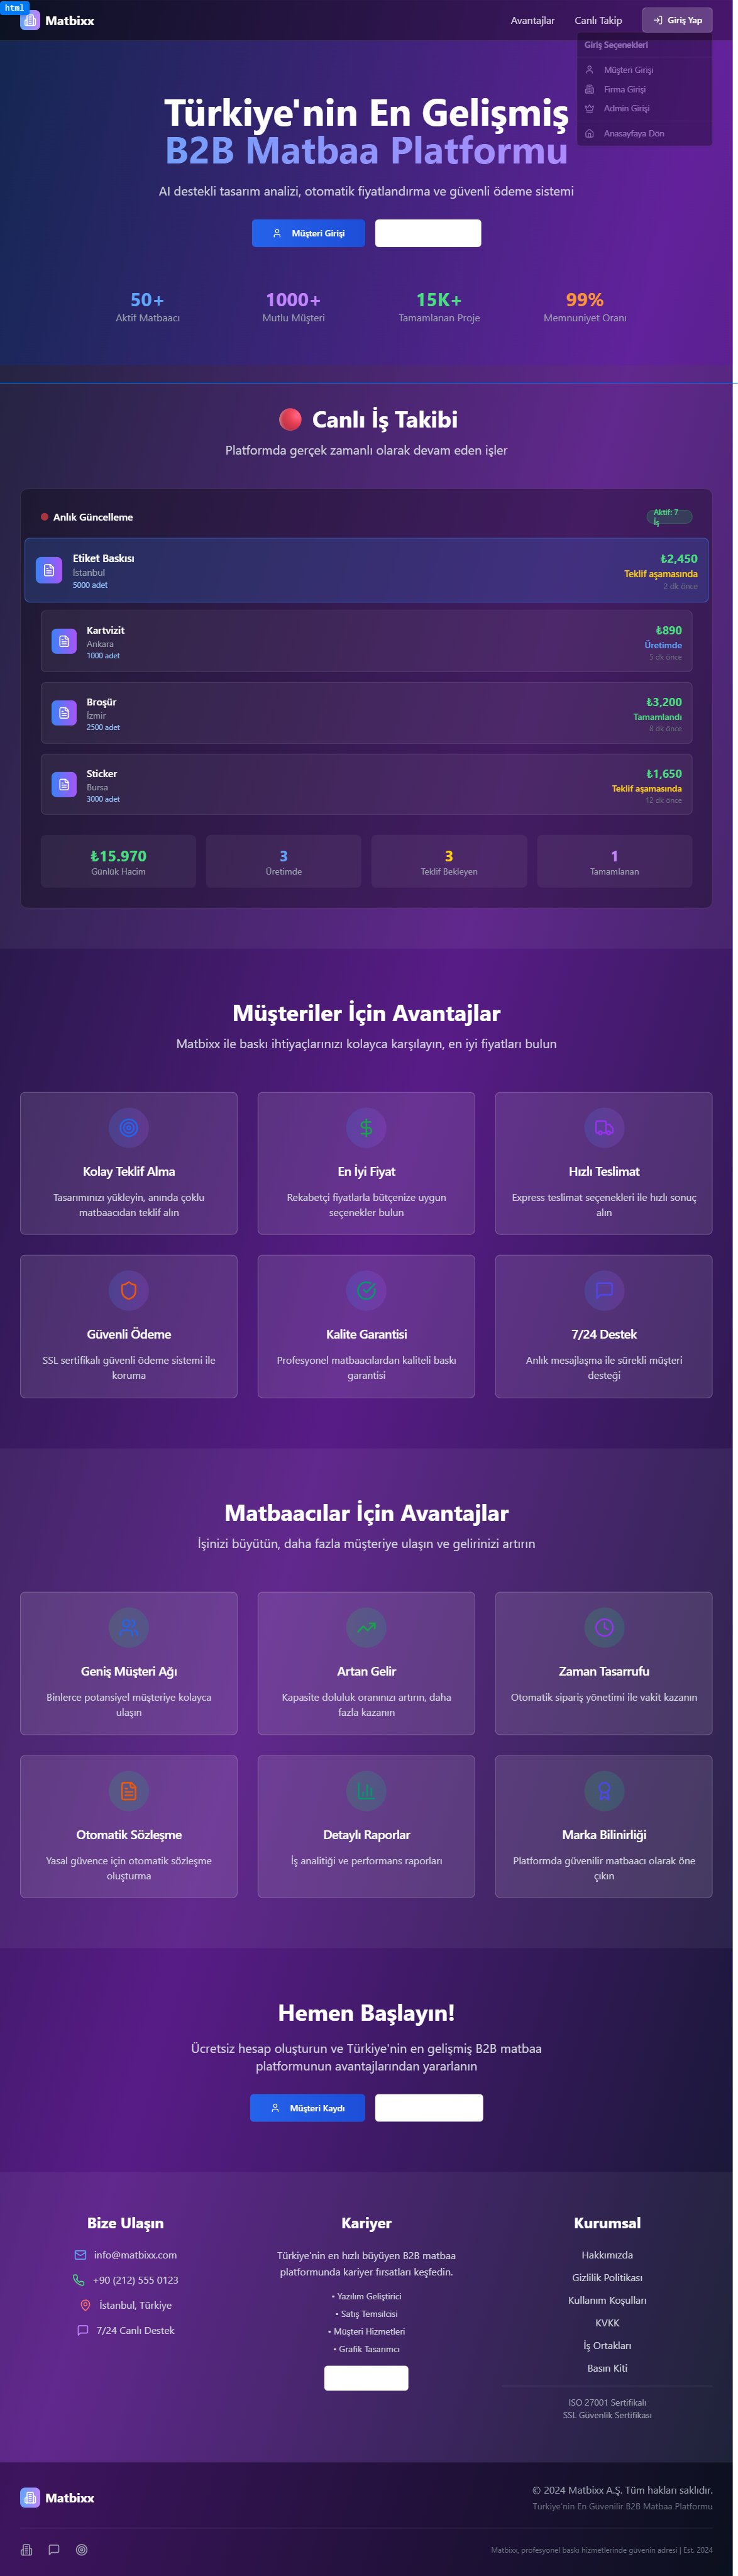 html
Matbixx
Avantajlar
Canlı Takip
Giriş Yap
Giriş Seçenekleri
Müşteri Girişi
Firma Girişi
Admin Girişi
Anasayfaya Dön
Türkiye'nin En Gelişmiş
B2B Matbaa Platformu
AI destekli tasarım analizi, otomatik fiyatlandırma ve güvenli ödeme sistemi
Müşteri Girişi
50+
Aktif Matbaacı
1000+
Mutlu Müşteri
15K+
Tamamlanan Proje
99%
Memnuniyet Oranı
Canlı İş Takibi
Platformda gerçek zamanlı olarak devam eden işler
Anlık Güncelleme
Aktif: 7
İş
Etiket Baskısı
İstanbul
5000 adet
₺2,450
Teklif aşamasında
2 dk önce
Kartvizit
Ankara
1000 adet
₺890
Üretimde
5 dk önce
Broşür
İzmir
2500 adet
₺3,200
Tamamlandı
8 dk önce
Sticker
Bursa
3000 adet
₺1,650
Teklif aşamasında
12 dk önce
₺15.970
Günlük Hacim
3
Üretimde
3
Teklif Bekleyen
1
Tamamlanan
Müşteriler İçin Avantajlar
Matbixx ile baskı ihtiyaçlarınızı kolayca karşılayın, en iyi fiyatları bulun
Kolay Teklif Alma
Tasarımınızı yükleyin, anında çoklu
matbaacıdan teklif alın
En İyi Fiyat
Rekabetçi fiyatlarla bütçenize uygun
seçenekler bulun
Hızlı Teslimat
Express teslimat seçenekleri ile hızlı sonuç
alın
Güvenli Ödeme
SSL sertifikalı güvenli ödeme sistemi ile
koruma
Kalite Garantisi
Profesyonel matbaacılardan kaliteli baskı
garantisi
7/24 Destek
Anlık mesajlaşma ile sürekli müşteri
desteği
Matbaacılar İçin Avantajlar
İşinizi büyütün, daha fazla müşteriye ulaşın ve gelirinizi artırın
Geniş Müşteri Ağı
Binlerce potansiyel müşteriye kolayca
ulaşın
Artan Gelir
Kapasite doluluk oranınızı artırın, daha
fazla kazanın
Zaman Tasarrufu
Otomatik sipariş yönetimi ile vakit kazanın
Otomatik Sözleşme
Yasal güvence için otomatik sözleşme
oluşturma
Detaylı Raporlar
İş analitiği ve performans raporları
Marka Bilinirliği
Platformda güvenilir matbaacı olarak öne
çıkın
Hemen Başlayın!
Ücretsiz hesap oluşturun ve Türkiye'nin en gelişmiş B2B matbaa
platformunun avantajlarından yararlanın
Müşteri Kaydı
Bize Ulaşın
info@matbixx.com
+90 (212) 555 0123
İstanbul, Türkiye
7/24 Canlı Destek
Kariyer
Türkiye'nin en hızlı büyüyen B2B matbaa
platformunda kariyer fırsatları keşfedin.
• Yazılım Geliştirici
• Satış Temsilcisi
• Müşteri Hizmetleri
• Grafik Tasarımcı
Kurumsal
Hakkımızda
Gizlilik Politikası
Kullanım Koşulları
KVKK
İş Ortakları
Basın Kiti
ISO 27001 Sertifikalı
SSL Güvenlik Sertifikası
Matbixx
© 2024 Matbixx A.Ş. Tüm hakları saklıdır.
Türkiye'nin En Güvenilir B2B Matbaa Platformu
Matbixx, profesyonel baskı hizmetlerinde güvenin adresi | Est. 2024